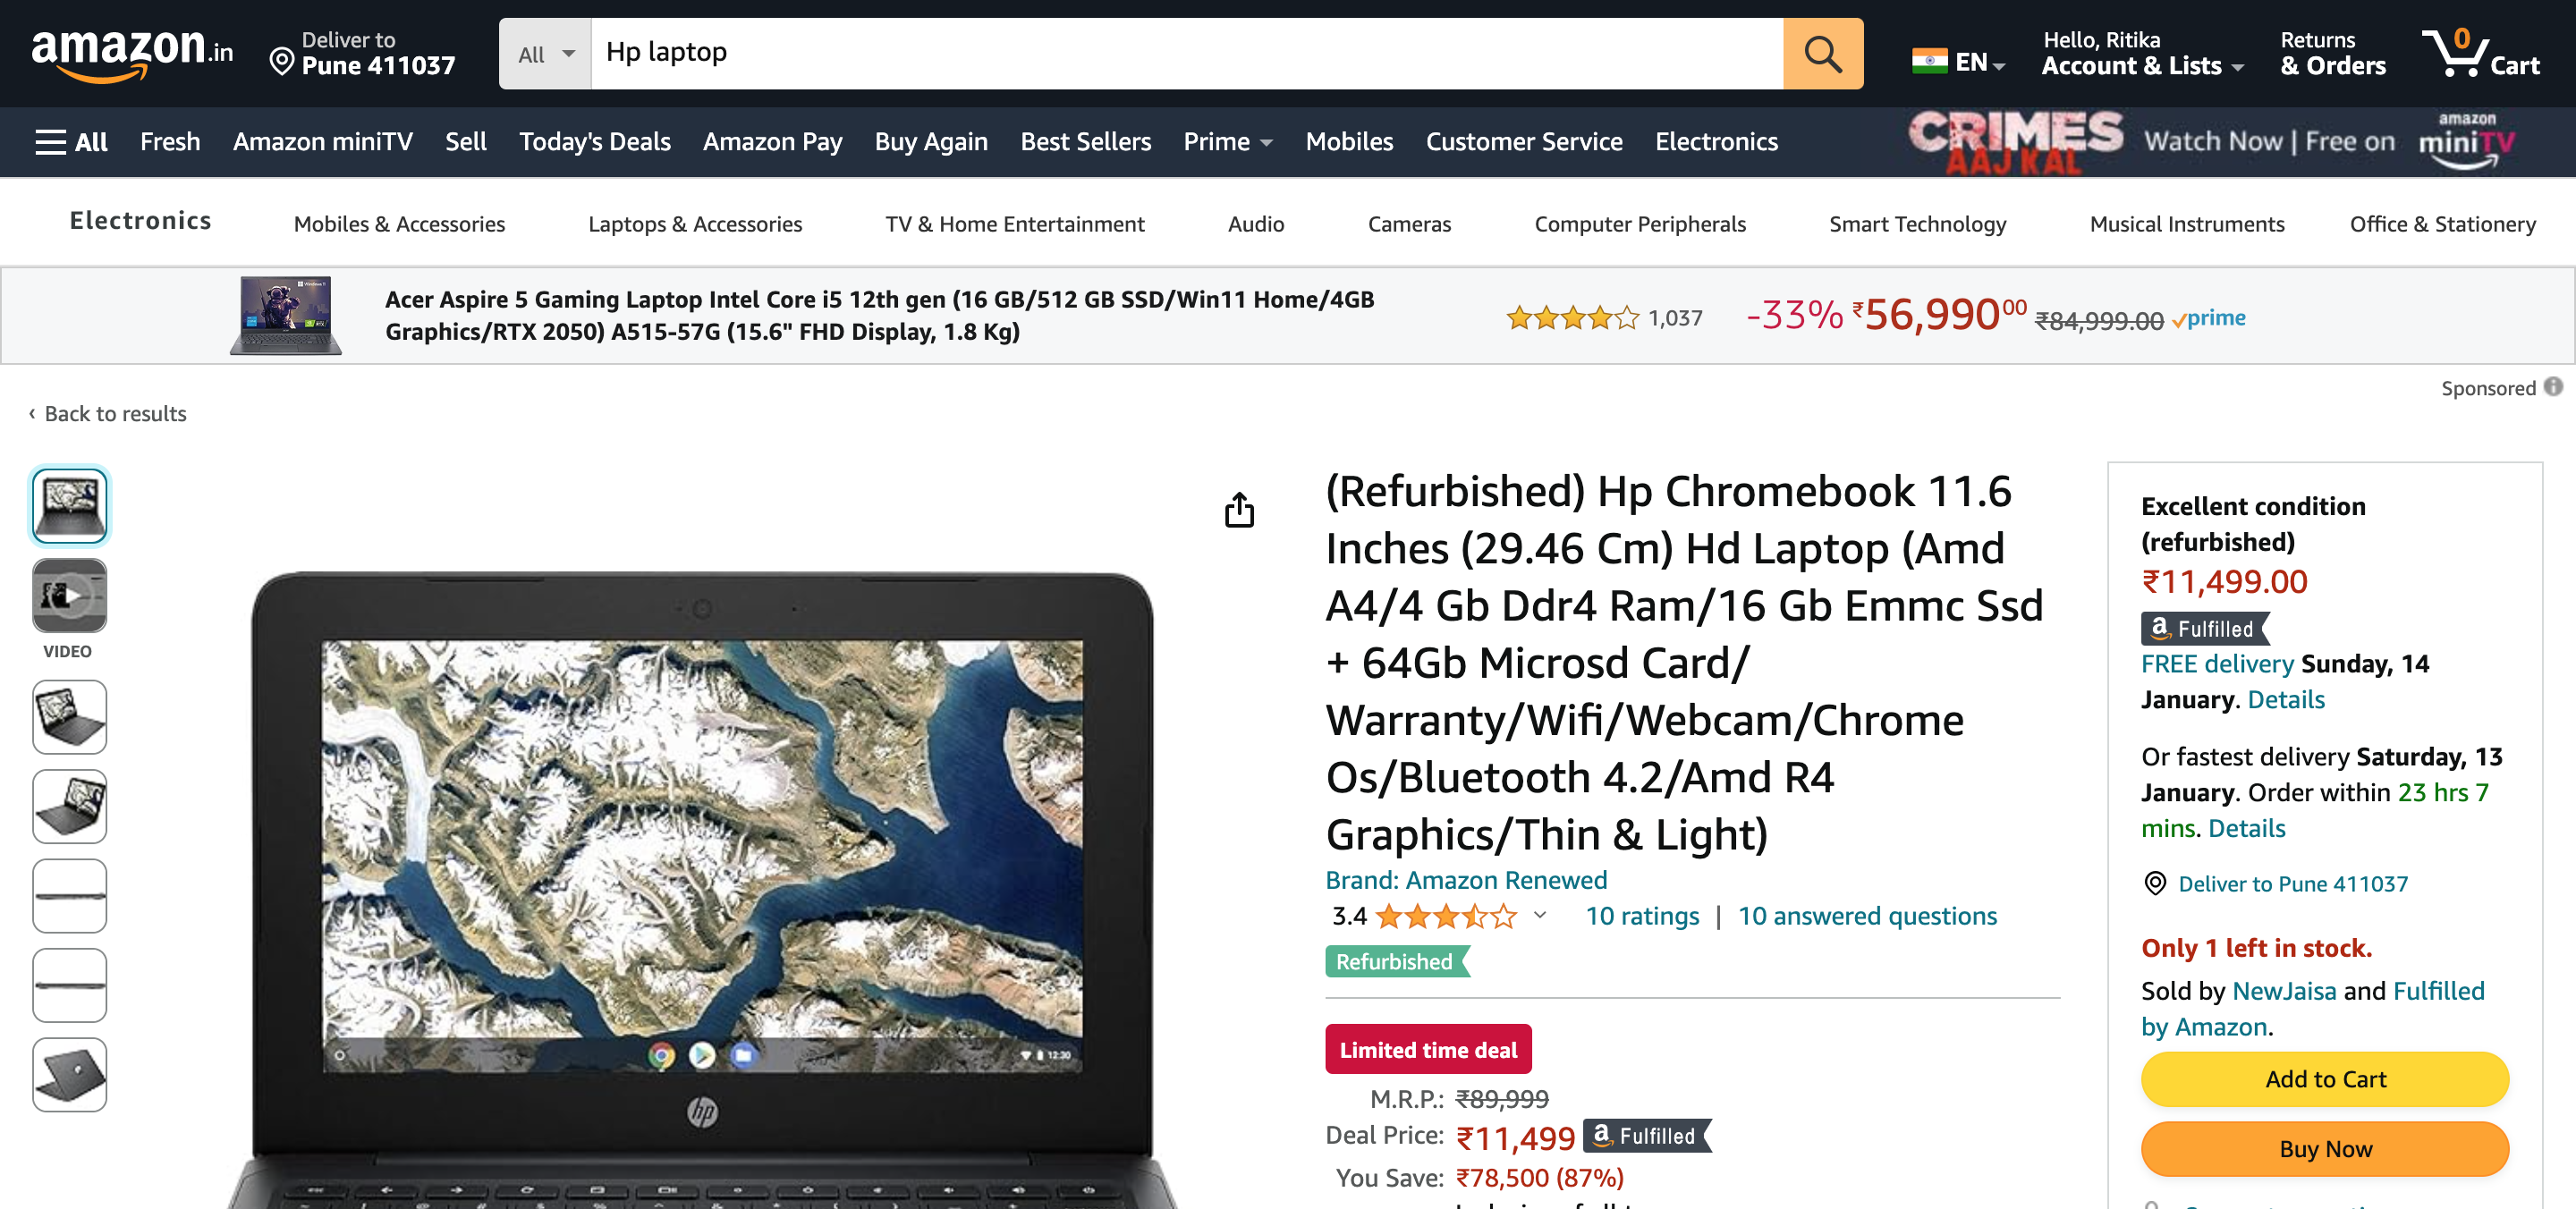 amazon.in
Deliver to
Pune 411037
All
Hp laptop
EN
Hello, Ritika
Account & Lists
Returns
& Orders
0
Cart
All
Fresh
Amazon miniTV
Sell
Today's Deals
Amazon Pay
Buy Again
Best Sellers
Prime
Mobiles
Customer Service
Electronics
CRIMES
AAJ KAL
Watch Now | Free on
amazon
miniTV
Electronics
Mobiles & Accessories
Laptops & Accessories
TV & Home Entertainment
Audio
Cameras
Computer Peripherals
Smart Technology
Musical Instruments
Office & Stationery
Acer Aspire 5 Gaming Laptop Intel Core i5 12th gen (16 GB/512 GB SSD/Win11 Home/4GB
Graphics/RTX 2050) A515-57G (15.6" FHD Display, 1.8 Kg)
1,037
-33% ₹56,99000 ₹84,999.00 prime
Sponsored
‹ Back to results
VIDEO
12:30
hp
(Refurbished) Hp Chromebook 11.6
Inches (29.46 Cm) Hd Laptop (Amd
A4/4 Gb Ddr4 Ram/16 Gb Emmc Ssd
+ 64Gb Microsd Card/
Warranty/Wifi/Webcam/Chrome
Os/Bluetooth 4.2/Amd R4
Graphics/Thin & Light)
Brand: Amazon Renewed
3.4
10 ratings | 10 answered questions
Refurbished
Limited time deal
M.R.P.: ₹89,999
Deal Price: ₹11,499 a Fulfilled
You Save: ₹78,500 (87%)
Excellent condition
(refurbished)
₹11,499.00
a Fulfilled
FREE delivery Sunday, 14
January. Details
Or fastest delivery Saturday, 13
January. Order within 23 hrs 7
mins. Details
Deliver to Pune 411037
Only 1 left in stock.
Sold by NewJaisa and Fulfilled
by Amazon.
Add to Cart
Buy Now